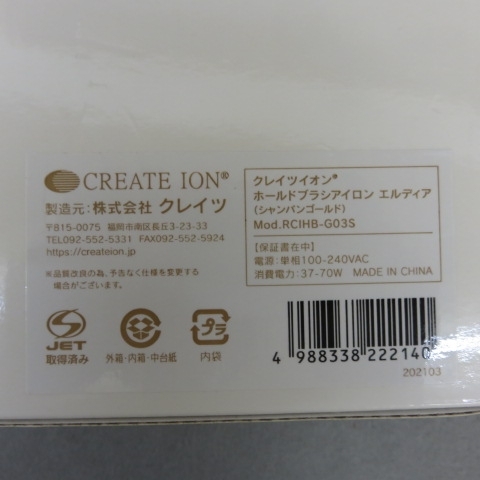 CREATE ION®
製造元:株式会社 クレイツ
〒815-0075 福岡市南区長丘3-23-33
TEL092-552-5331 FAX092-552-5924
https://createion.jp/
※品質改良の為、予告なく仕様を変更する
場合がございます。
クレイツイオン®
ホールドブラシアイロン エルディア
(シャンパンゴールド)
Mod.RCIHB-G03S
【保証書在中】
電源:単相100-240VAC
消費電力:37-70W MADE IN CHINA
JET
取得済み
外箱・内箱・中台紙
プラ
内袋
4 988338 222140
202103